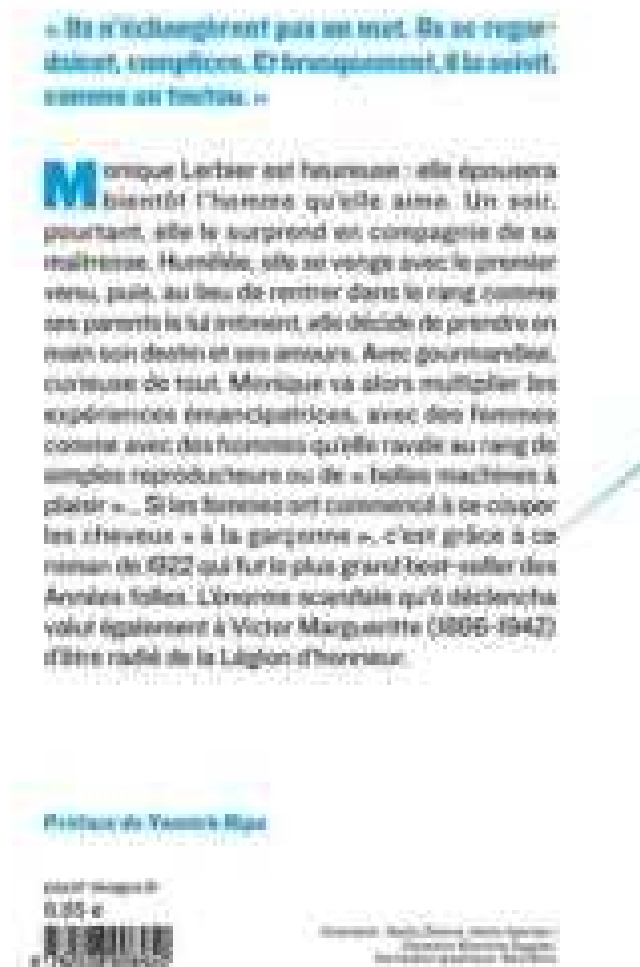 « Ils n'échangèrent pas un mot. Ils se regar-
daient, complices. Et brusquement, il la suivit,
comme un toutou. »
Monique Lerbier est heureuse : elle épousera
bientôt l'homme qu'elle aime. Un soir,
pourtant, elle le surprend en compagnie de sa
maîtresse. Humiliée, elle se venge avec le premier
venu, puis, au lieu de rentrer dans le rang comme
ses parents le lui intiment, elle décide de prendre en
main son destin et ses amours. Avec gourmandise,
curieuse de tout, Monique va alors multiplier les
expériences émancipatrices, avec des femmes
comme avec des hommes qu'elle ravale au rang de
simples reproducteurs ou de « belles machines à
plaisir »... Si les femmes ont commencé à se couper
les cheveux « à la garçonne », c'est grâce à ce
roman de 1922 qui fut le plus grand best-seller des
Années folles. L'énorme scandale qu'il déclencha
valut également à Victor Margueritte (1866-1942)
d'être radié de la Légion d'honneur.
Préface de Yannick Ripa